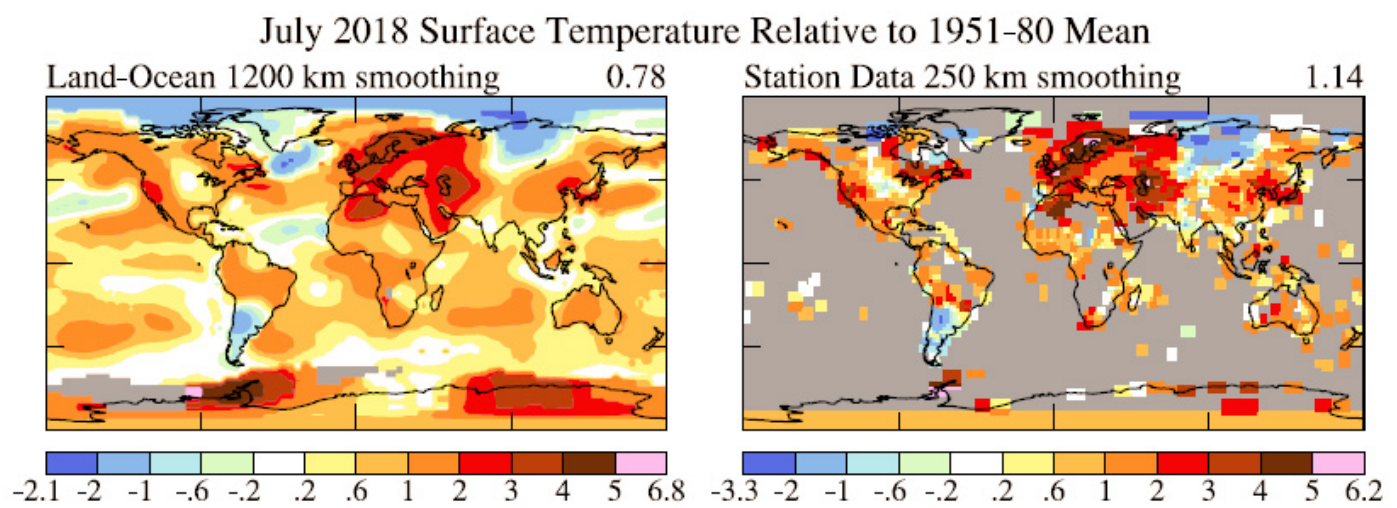 July 2018 Surface Temperature Relative to 1951-80 Mean
Land-Ocean 1200 km smoothing 0.78
Station Data 250 km smoothing 1.14
-2.1 -2 -1 -.6 -.2 .2 .6 1 2 3 4 5 6.8
-3.3 -2 -1 -.6 -.2 .2 .6 1 2 3 4 5 6.2